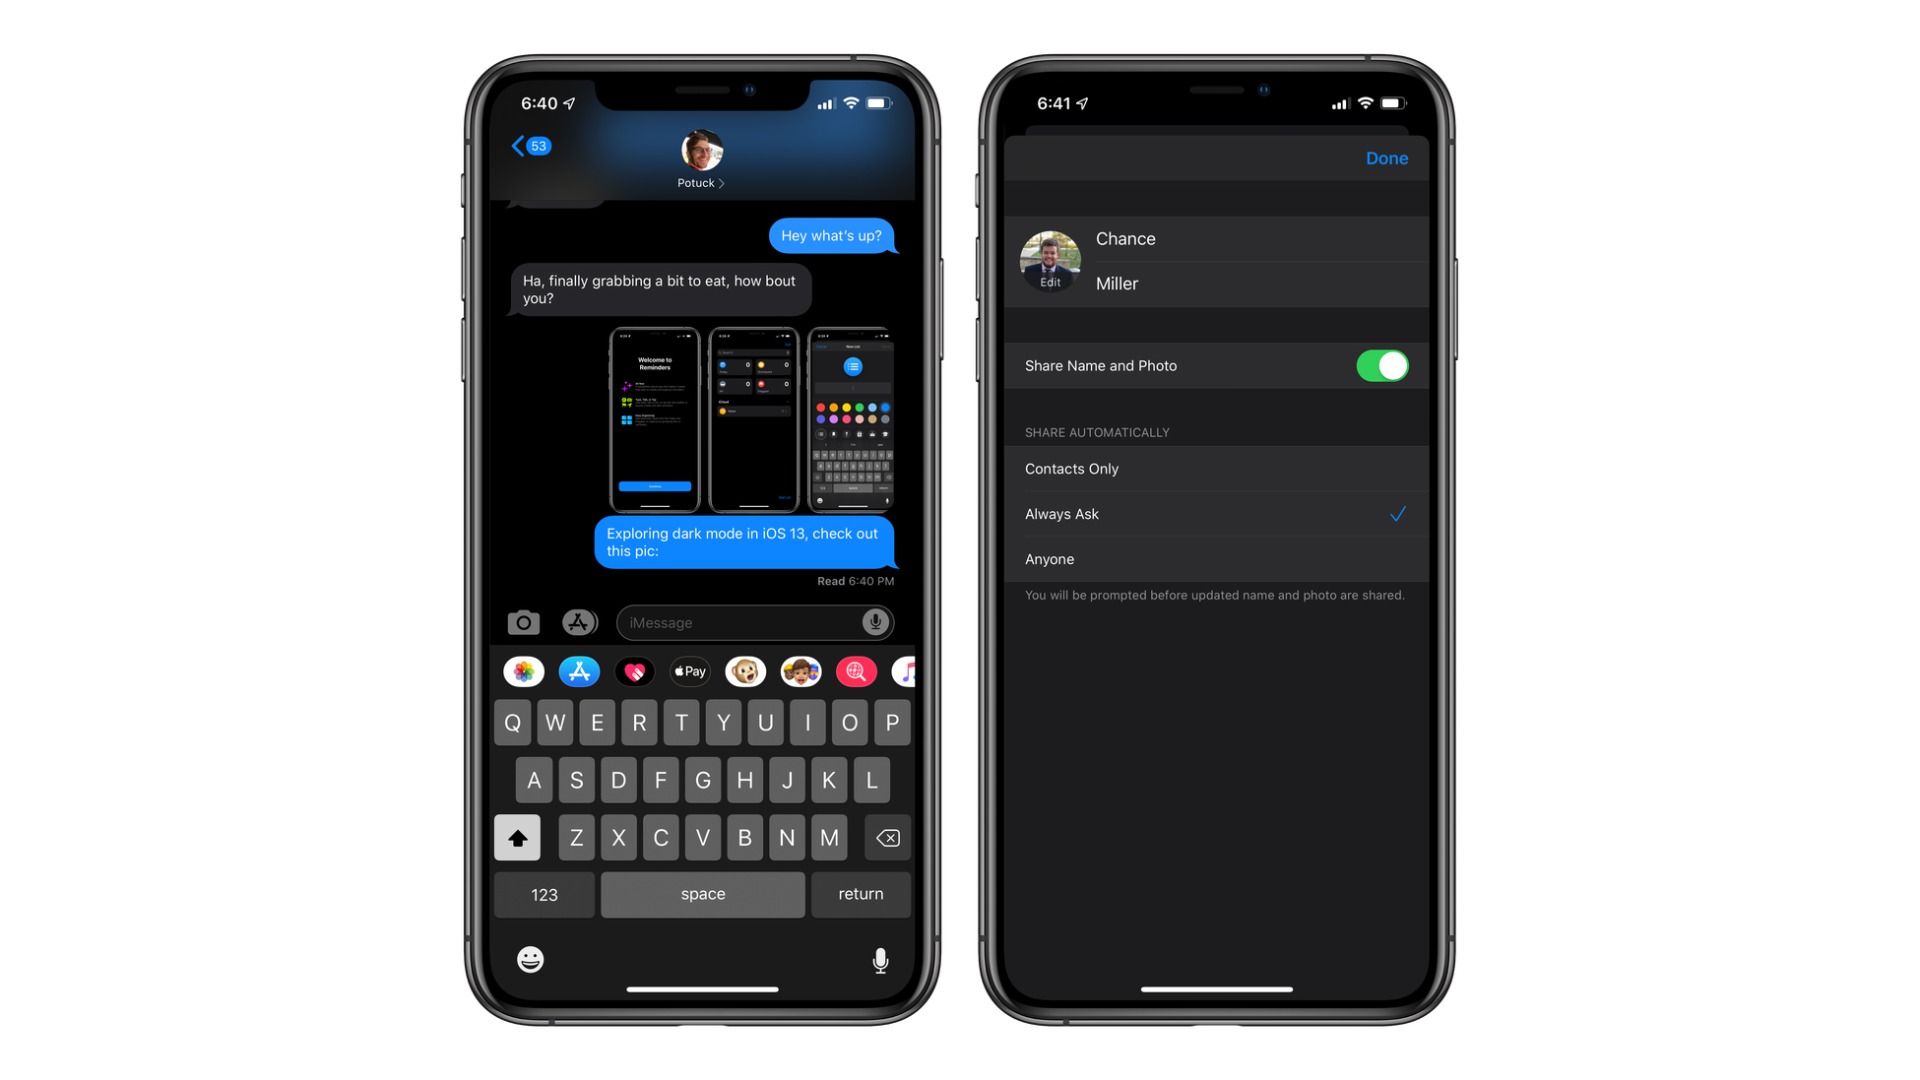 6:40
53
Potuck
Hey what's up?
Ha, finally grabbing a bit to eat, how bout
you?
Welcome to
Reminders
Exploring dark mode in iOS 13, check out
this pic:
Read 6:40 PM
iMessage
Pay
Q W E R T Y U I O P
A S D F G H J K L
Z X C V B N M
123 space return
6:41
Done
Chance
Edit
Miller
Share Name and Photo
SHARE AUTOMATICALLY
Contacts Only
Always Ask
Anyone
You will be prompted before updated name and photo are shared.